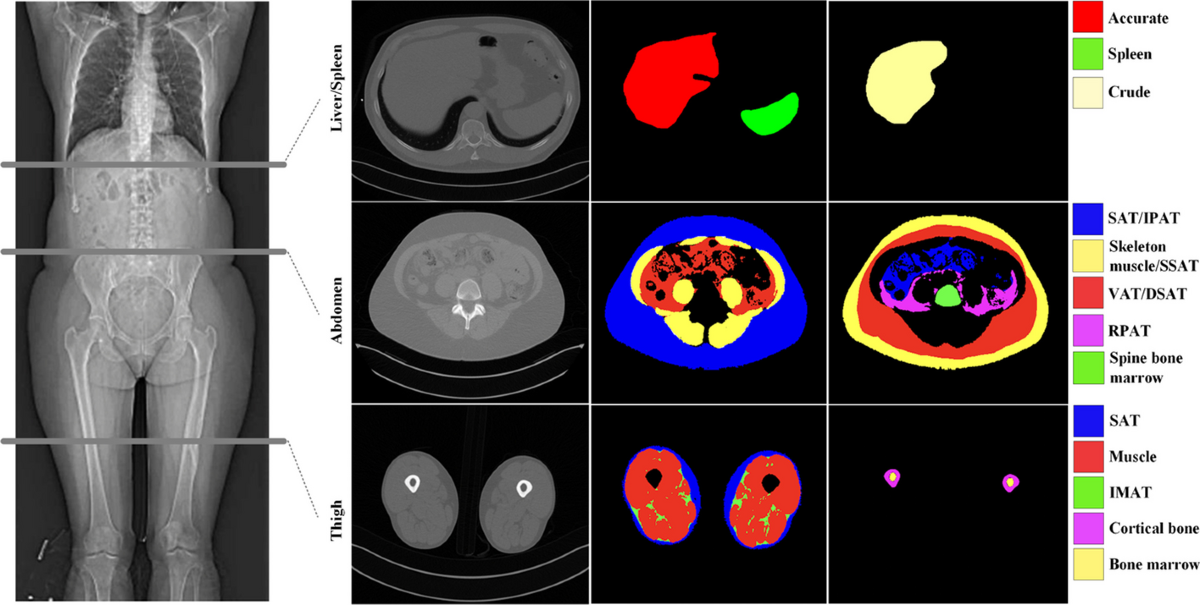 Liver/Spleen
Accurate
Spleen
Crude
Abdomen
SAT/IPAT
Skeleton
muscle/SSAT
VAT/DSAT
RPAT
Spine bone
marrow
Thigh
SAT
Muscle
IMAT
Cortical bone
Bone marrow